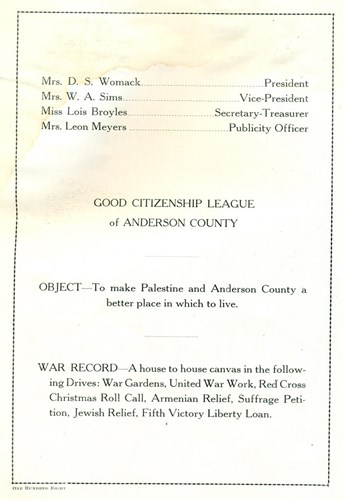 Mrs. D. S. Womack President
Mrs. W. A. Sims Vice-President
Miss Lois Broyles Secretary-Treasurer
Mrs. Leon Meyers Publicity Officer
GOOD CITIZENSHIP LEAGUE
of ANDERSON COUNTY
OBJECT—To make Palestine and Anderson County a
better place in which to live.
WAR RECORD—A house to house canvas in the follow-
ing Drives: War Gardens, United War Work, Red Cross
Christmas Roll Call, Armenian Relief, Suffrage Peti-
tion, Jewish Relief, Fifth Victory Liberty Loan.
One Hundred Eight